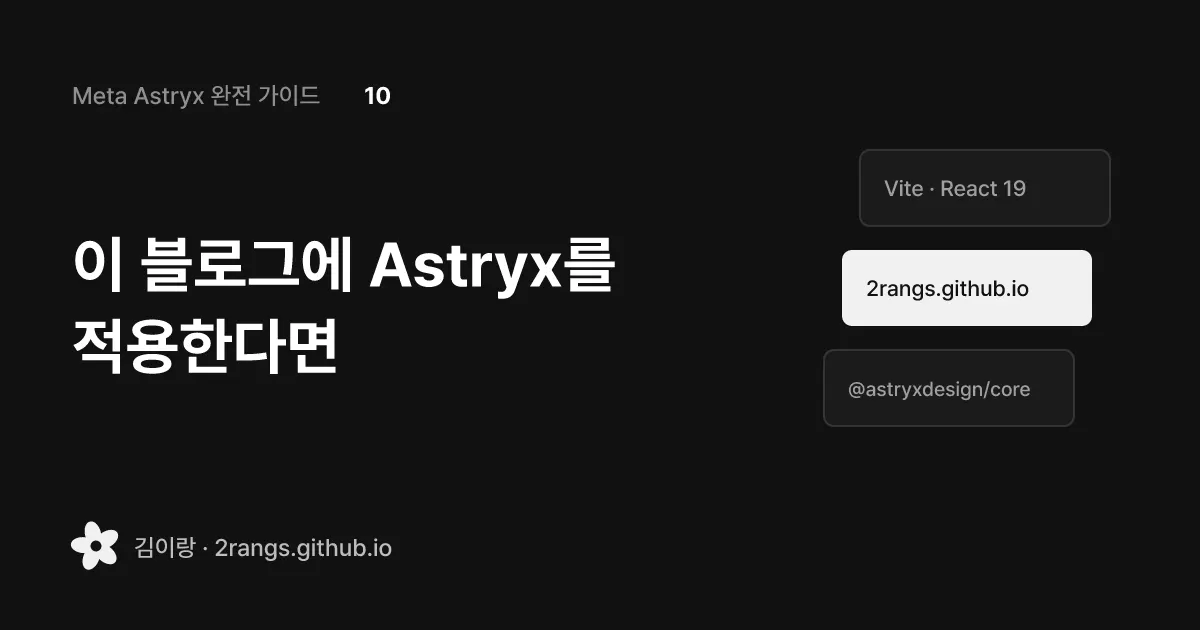 Meta Astryx 완전 가이드 10
이 블로그에 Astryx를
적용한다면
Vite · React 19
2rangs.github.io
@astryxdesign/core
김이랑 · 2rangs.github.io